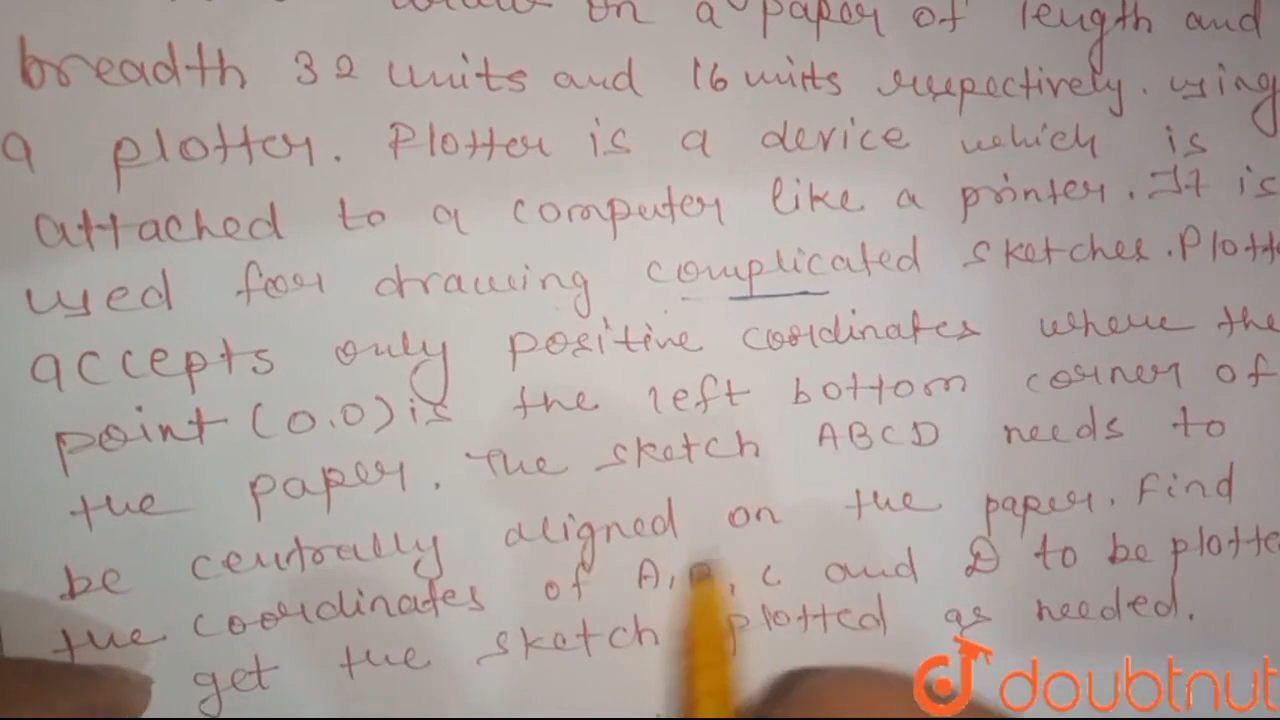 on a paper of length and
breadth 32 units and 16 units respectively. using
a plotter. Plotter is a device which is
attached to a computer like a printer. It is
used for drawing complicated sketches. Plott
accepts only positive coordinates where the
point (0.0) is the left bottom corner of
the paper. The sketch ABCD needs to
be centrally aligned on the paper. Find
the coordinates of A, B, C and D to be plotte
get the sketch plotted as needed.
doubtnut